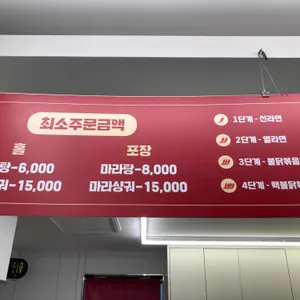 최소주문금액
홀
탕-6,000
궈-15,000
포장
마라탕-8,000
마라샹궈-15,000
1단계 - 신라면
2단계 - 열라면
3단계 - 불닭볶음
4단계 - 핵불닭볶